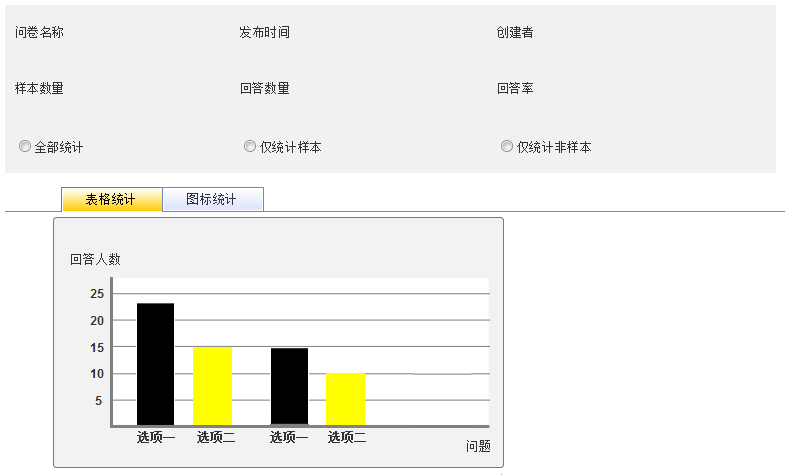 问卷名称 发布时间 创建者
样本数量 回答数量 回答率
全部统计 仅统计样本 仅统计非样本
表格统计 图标统计
回答人数
25
20
15
10
5
选项一 选项二 选项一 选项二
问题